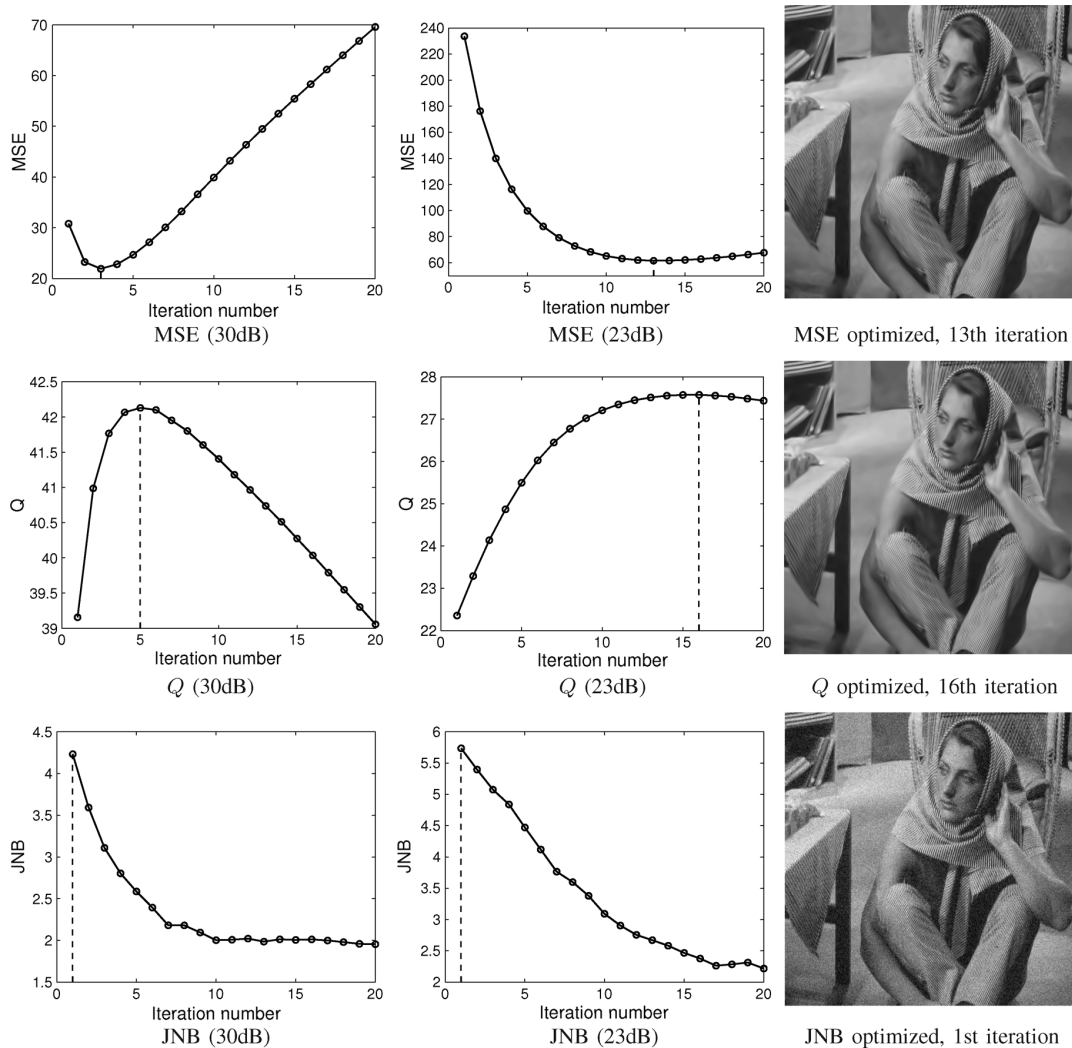 70
60
50
40
30
20
MSE
0 5 10 15 20
Iteration number
MSE (30dB)
240
220
200
180
160
140
120
100
80
60
MSE
0 5 10 15 20
Iteration number
MSE (23dB)
MSE optimized, 13th iteration
42.5
42
41.5
41
40.5
40
39.5
39
Q
0 5 10 15 20
Iteration number
Q (30dB)
28
27
26
25
24
23
22
Q
0 5 10 15 20
Iteration number
Q (23dB)
Q optimized, 16th iteration
4.5
4
3.5
3
2.5
2
1.5
JNB
0 5 10 15 20
Iteration number
JNB (30dB)
6
5.5
5
4.5
4
3.5
3
2.5
2
JNB
0 5 10 15 20
Iteration number
JNB (23dB)
JNB optimized, 1st iteration